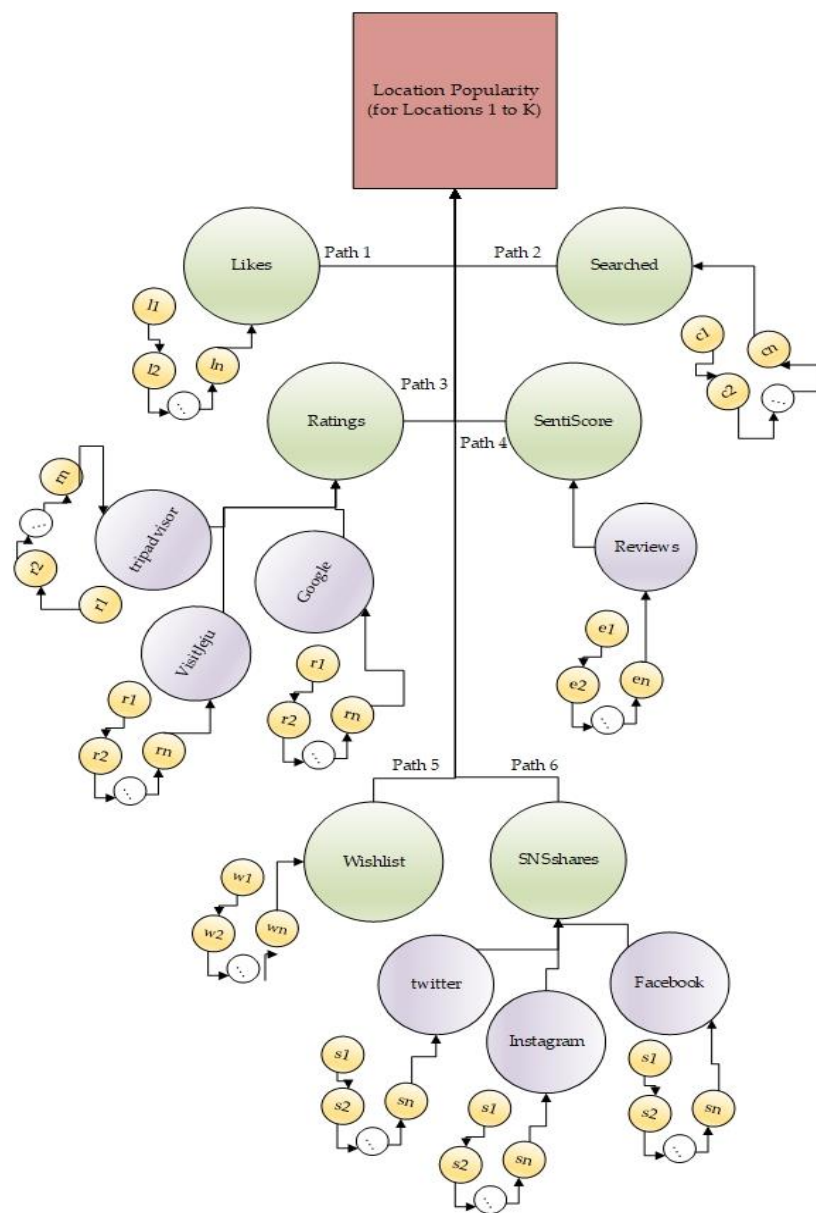 Location Popularity
(for Locations 1 to K)
Likes
Path 1
Path 2
Searched
l1
l2
...
ln
c1
c2
...
cn
Ratings
Path 3
Path 4
SentiScore
rn
...
r2
r1
tripadvisor
Google
VisitJeju
Reviews
r1
r2
...
rn
r1
r2
...
rn
e1
e2
...
en
Path 5
Path 6
Wishlist
SNSshares
w1
w2
...
wn
twitter
Instagram
Facebook
s1
s2
...
sn
s1
s2
...
sn
s1
s2
...
sn